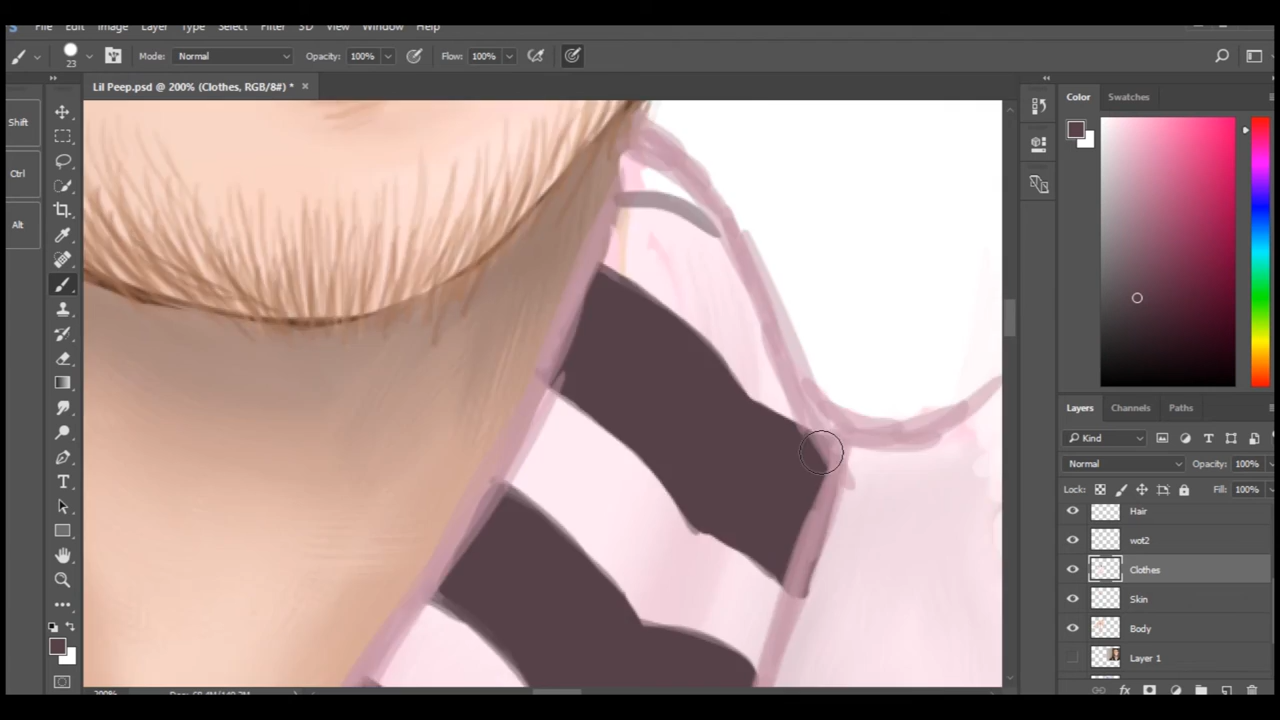 File Edit Image Layer Type Select Filter 3D View Window Help
23 Mode: Normal Opacity: 100% Flow: 100%
Lil Peep.psd @ 200% (Clothes, RGB/8#) * ×
Shift
Ctrl
Alt
Color Swatches
Layers Channels Paths
Kind
Normal Opacity: 100%
Lock: Fill: 100%
Hair
wot2
Clothes
Skin
Body
Layer 1
200%